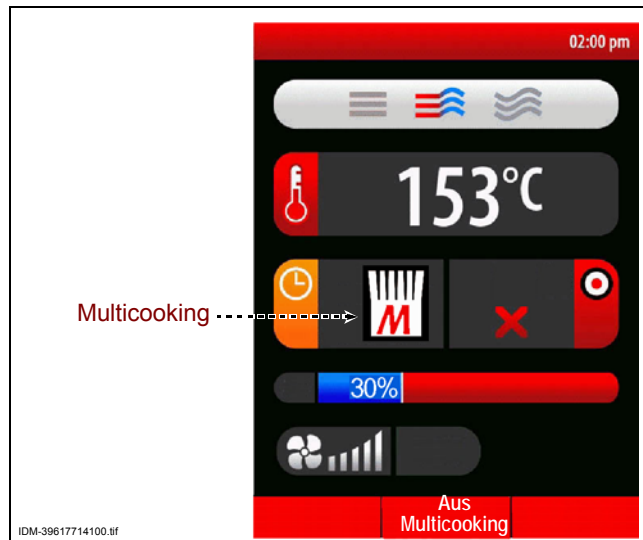 02:00 pm
153°C
Multicooking
M
30%
Aus
Multicooking
IDM-39617714100.tif